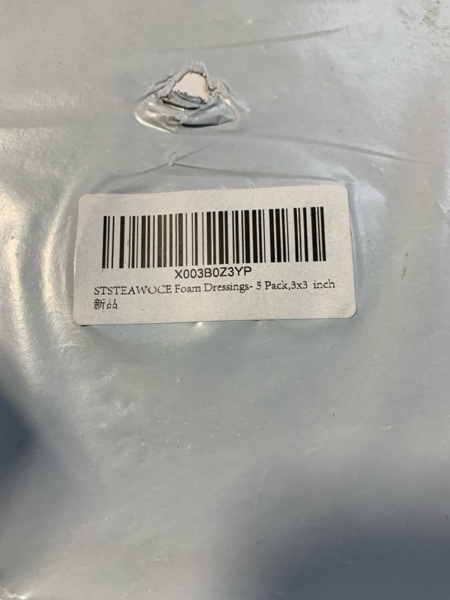 X003B0Z3YP
STSTEAWOCE Foam Dressings- 5 Pack,3x3 inch
新品